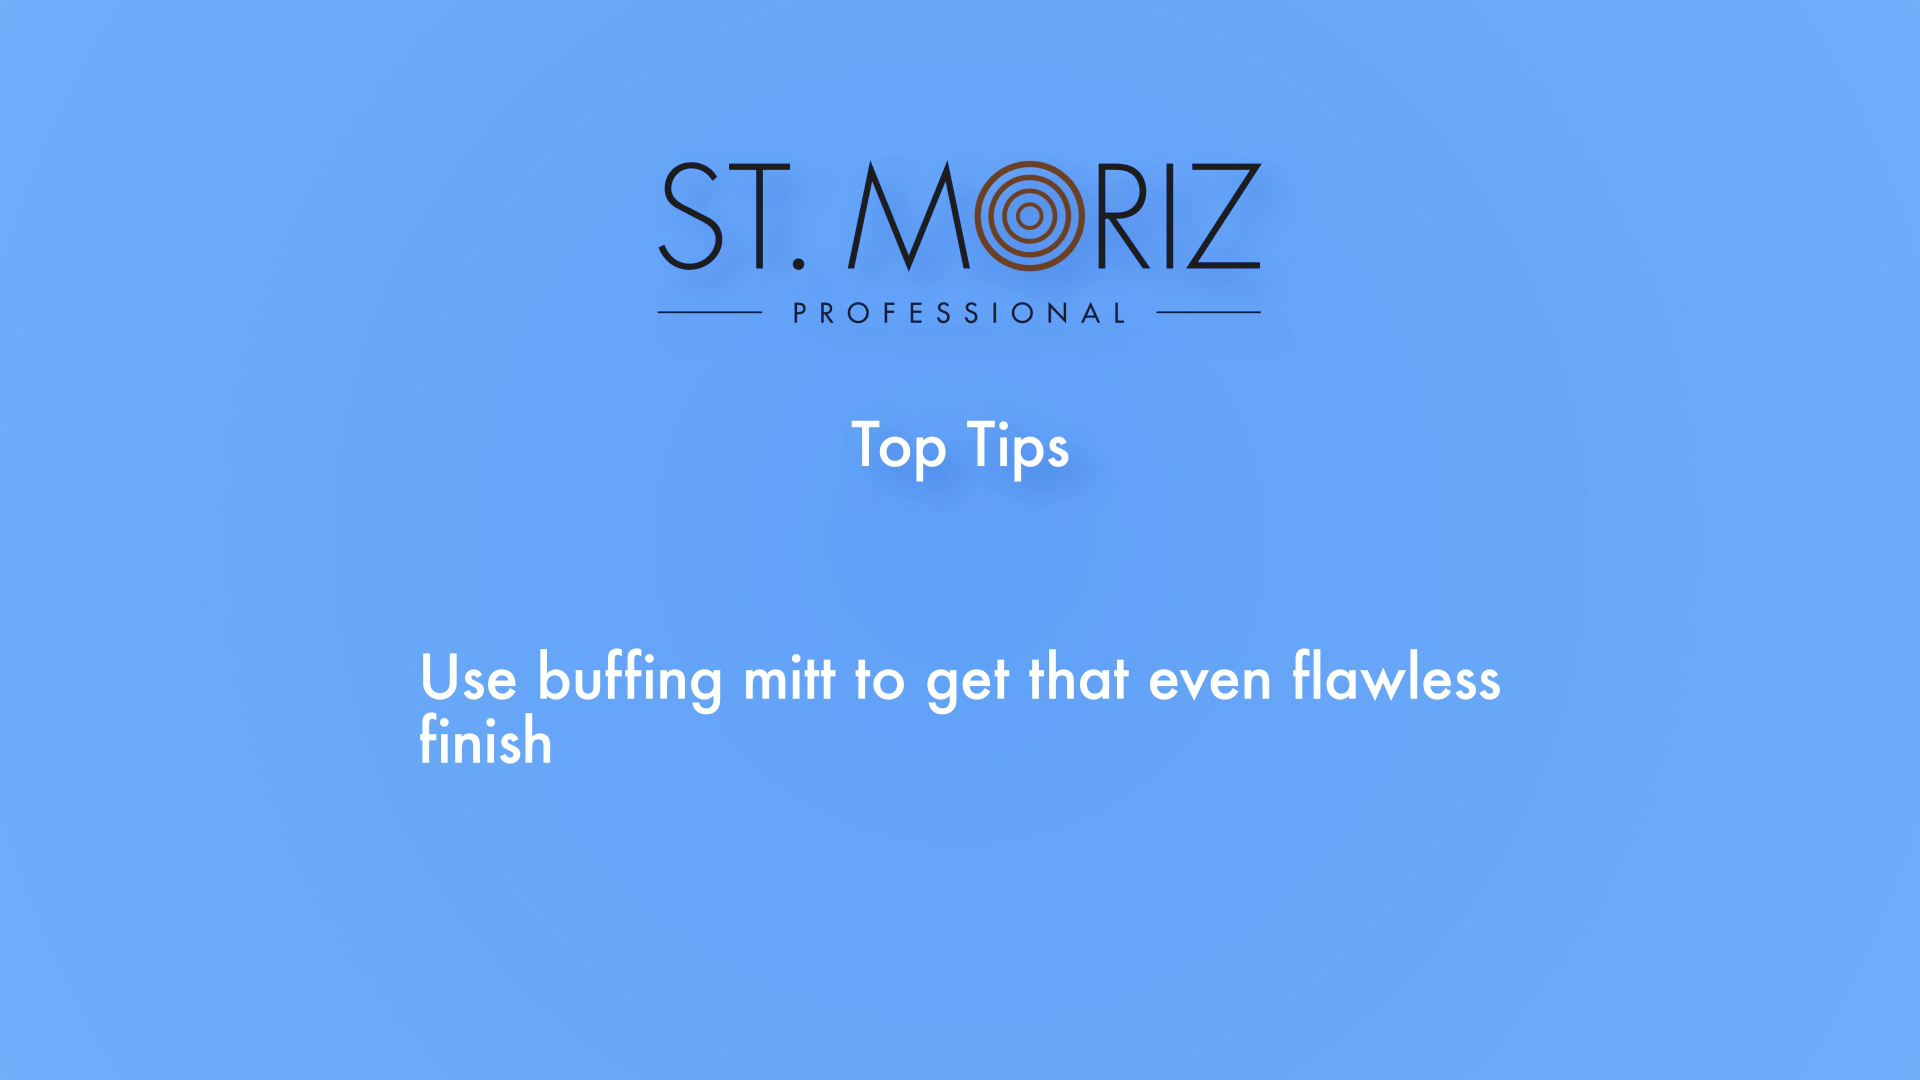 ST. MORIZ
PROFESSIONAL
Top Tips
Use buffing mitt to get that even flawless
finish